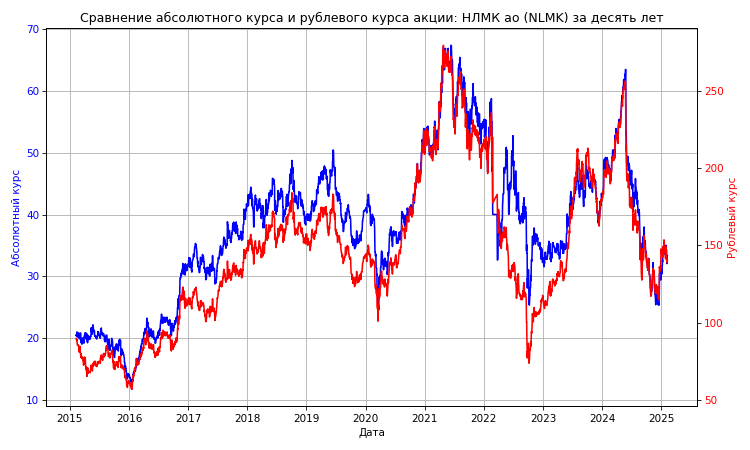 Сравнение абсолютного курса и рублевого курса акции: НЛМК ао (NLMK) за десять лет
70
60
50
40
30
20
10
250
200
150
100
50
Абсолютный курс
Рублевый курс
2015 2016 2017 2018 2019 2020 2021 2022 2023 2024 2025
Дата